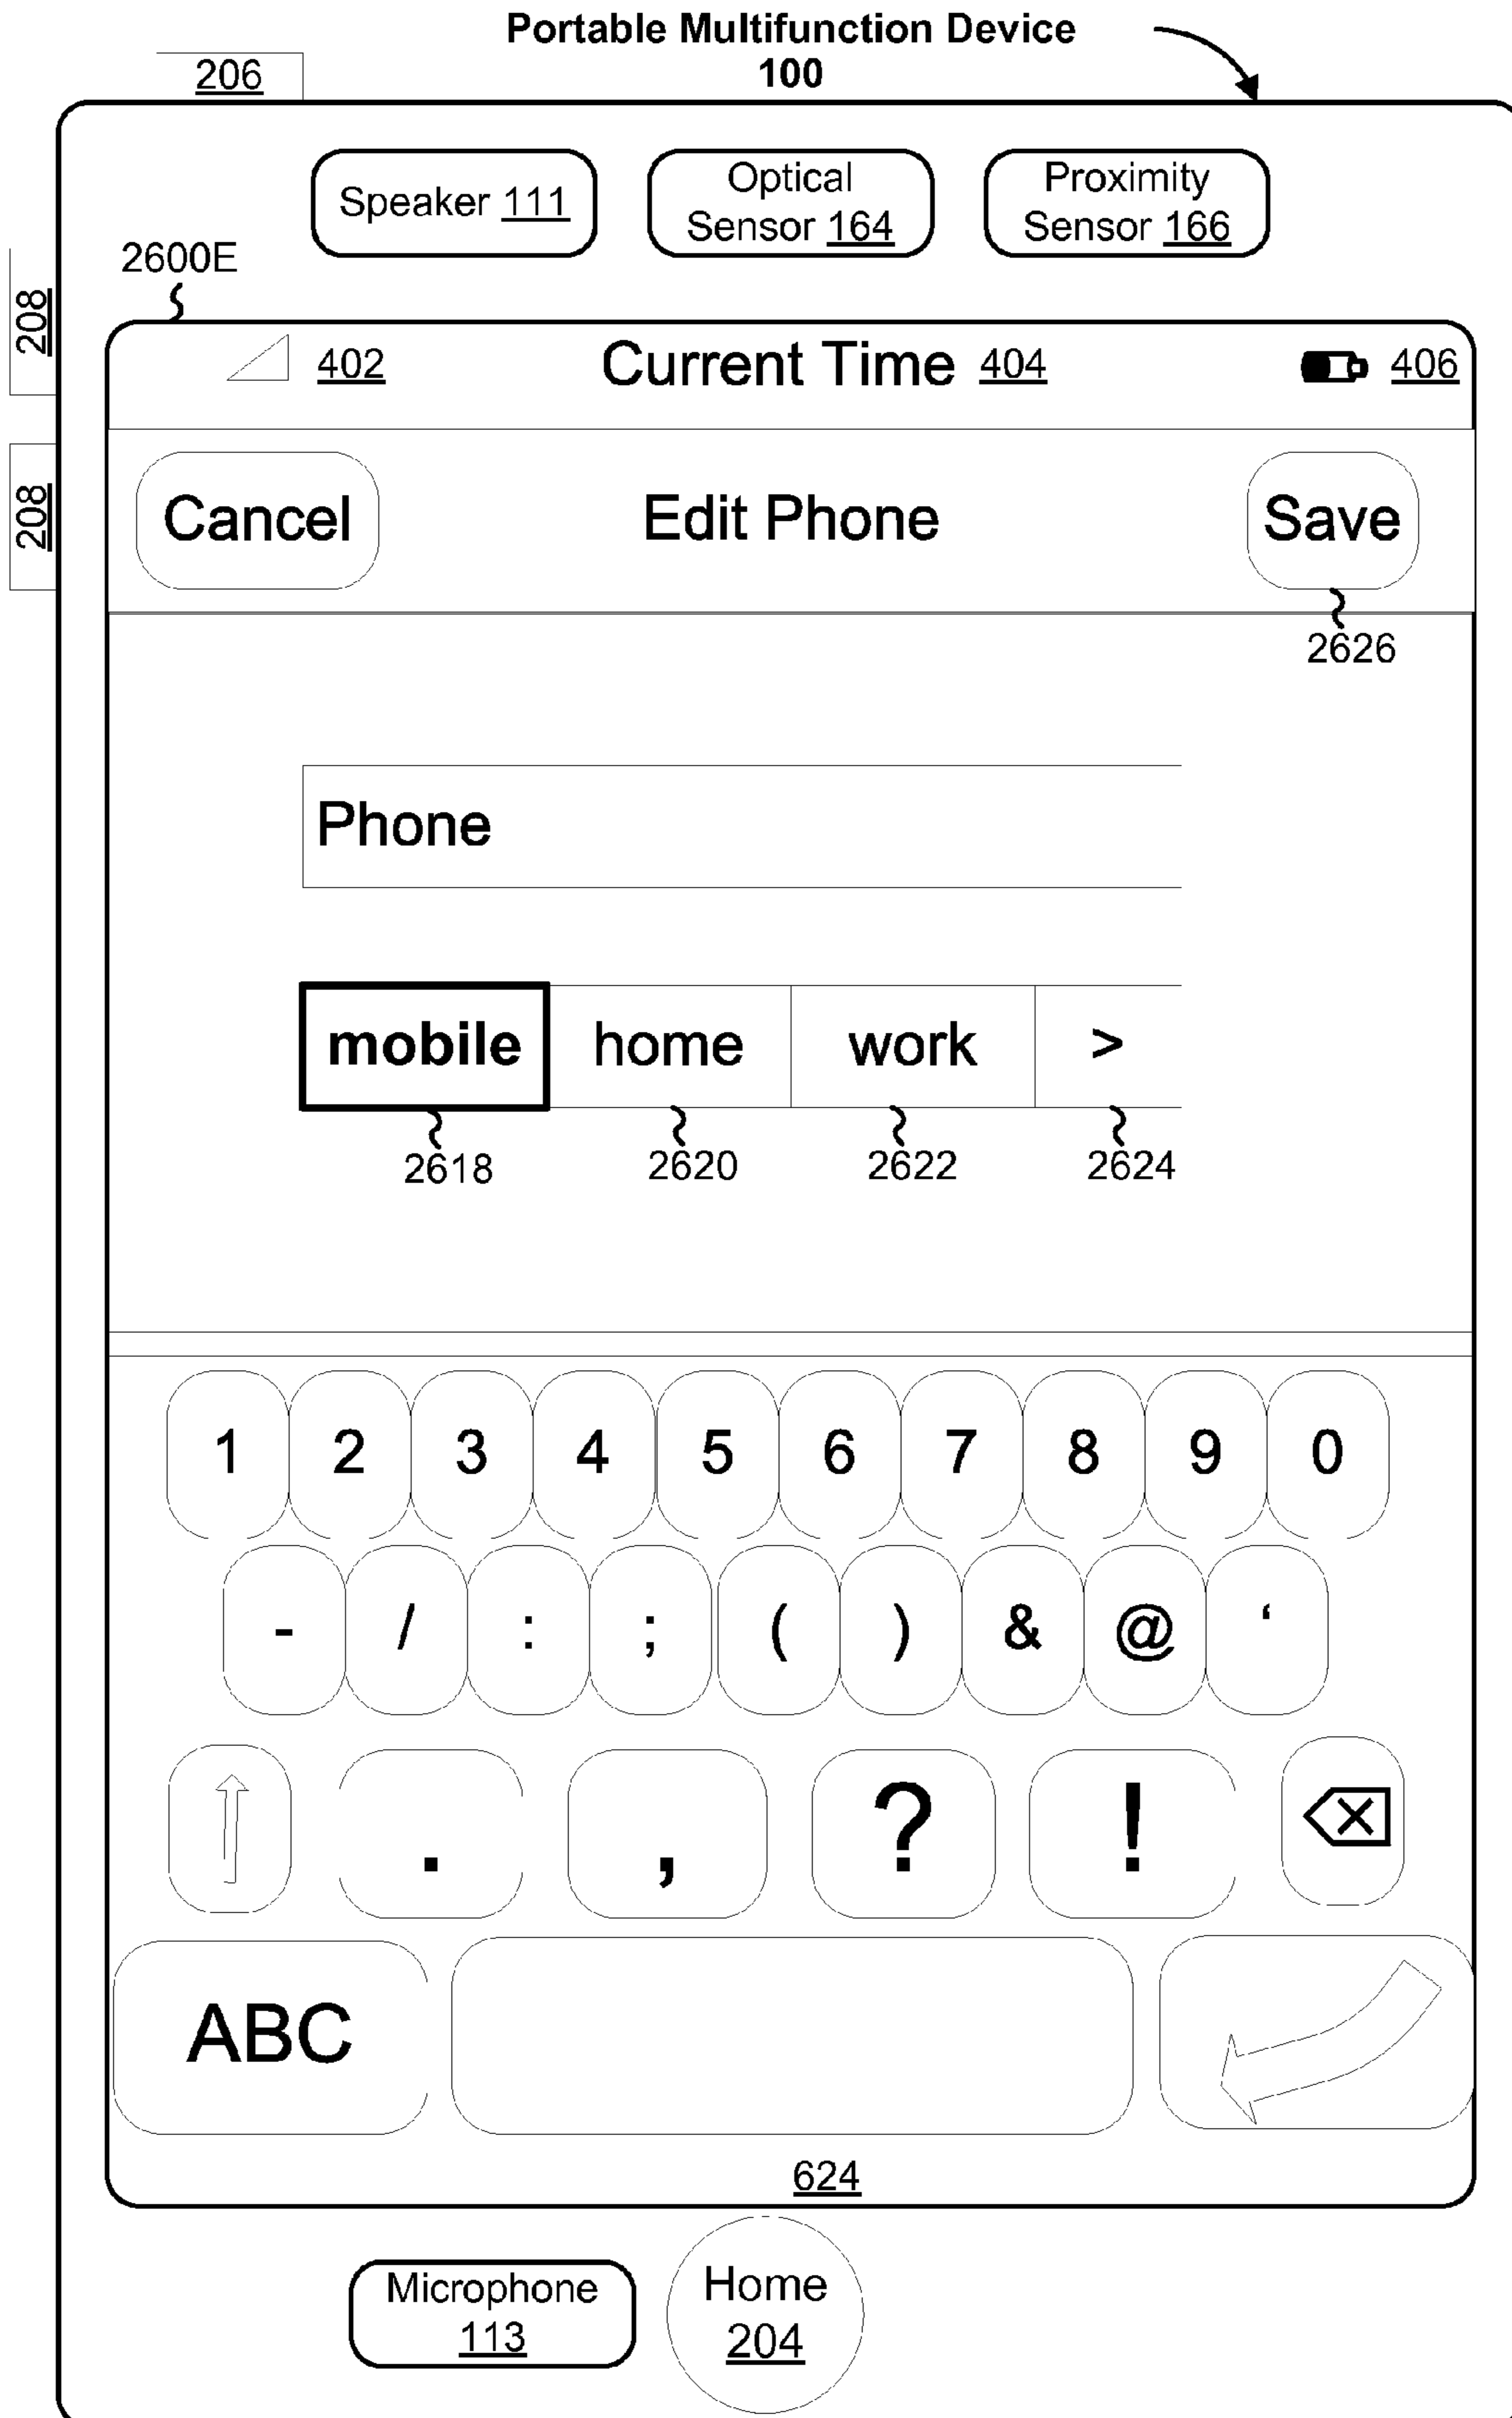 Portable Multifunction Device
100
206
Speaker 111
Optical
Sensor 164
Proximity
Sensor 166
2600E
208
402
Current Time 404
406
208
Cancel
Edit Phone
Save
2626
Phone
mobile home work >
2618 2620 2622 2624
1 2 3 4 5 6 7 8 9 0
- / : ; ( ) & @ ‘
. , ? !
ABC
624
Microphone
113
Home
204